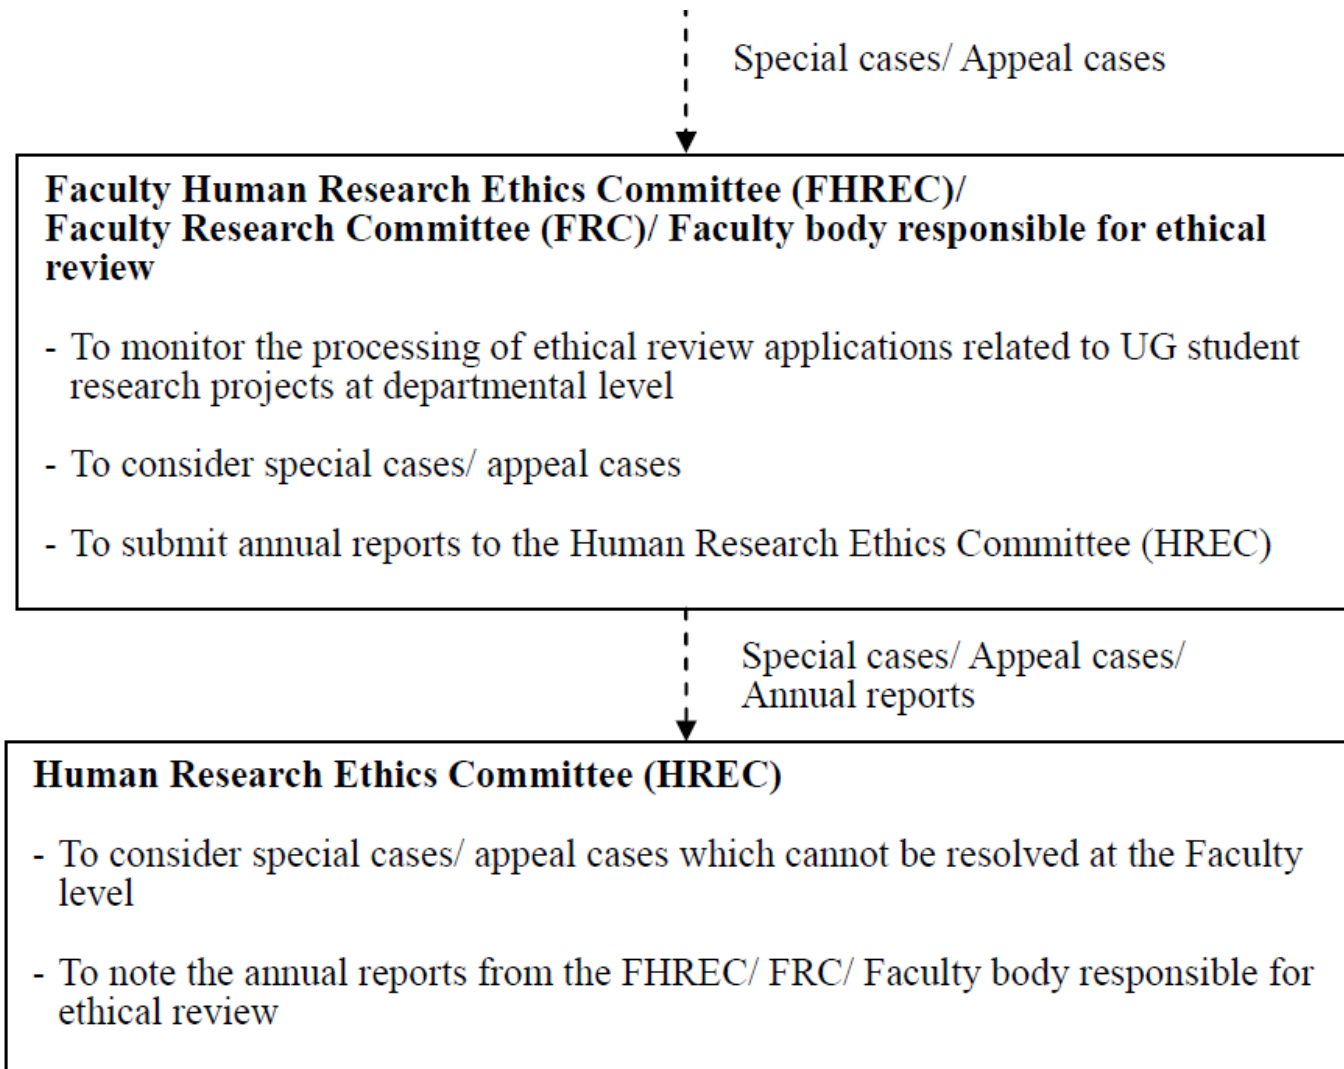 Special cases/ Appeal cases
Faculty Human Research Ethics Committee (FHREC)/
Faculty Research Committee (FRC)/ Faculty body responsible for ethical
review
- To monitor the processing of ethical review applications related to UG student
research projects at departmental level
- To consider special cases/ appeal cases
- To submit annual reports to the Human Research Ethics Committee (HREC)
Special cases/ Appeal cases/
Annual reports
Human Research Ethics Committee (HREC)
- To consider special cases/ appeal cases which cannot be resolved at the Faculty
level
- To note the annual reports from the FHREC/ FRC/ Faculty body responsible for
ethical review